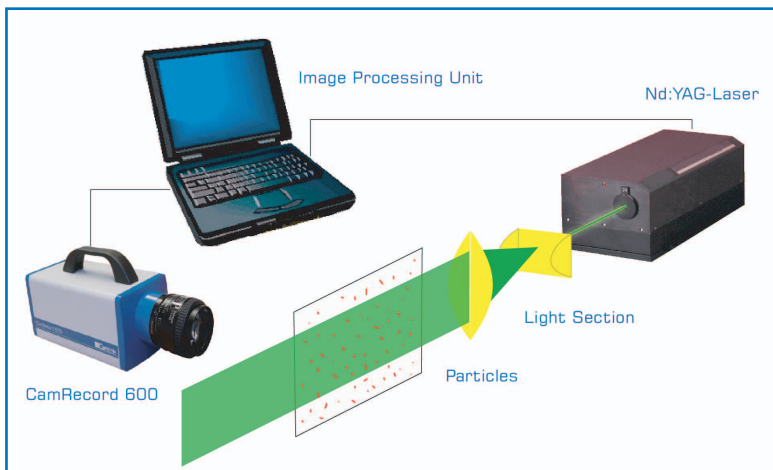 Image Processing Unit
Nd:YAG-Laser
Light Section
Particles
CamRecord 600